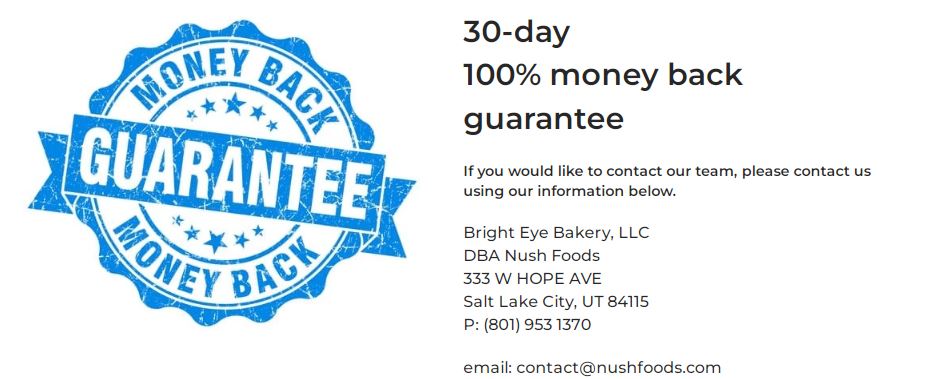 MONEY BACK
GUARANTEE
MONEY BACK
30-day
100% money back
guarantee
If you would like to contact our team, please contact us
using our information below.
Bright Eye Bakery, LLC
DBA Nush Foods
333 W HOPE AVE
Salt Lake City, UT 84115
P: (801) 953 1370
email: contact@nushfoods.com